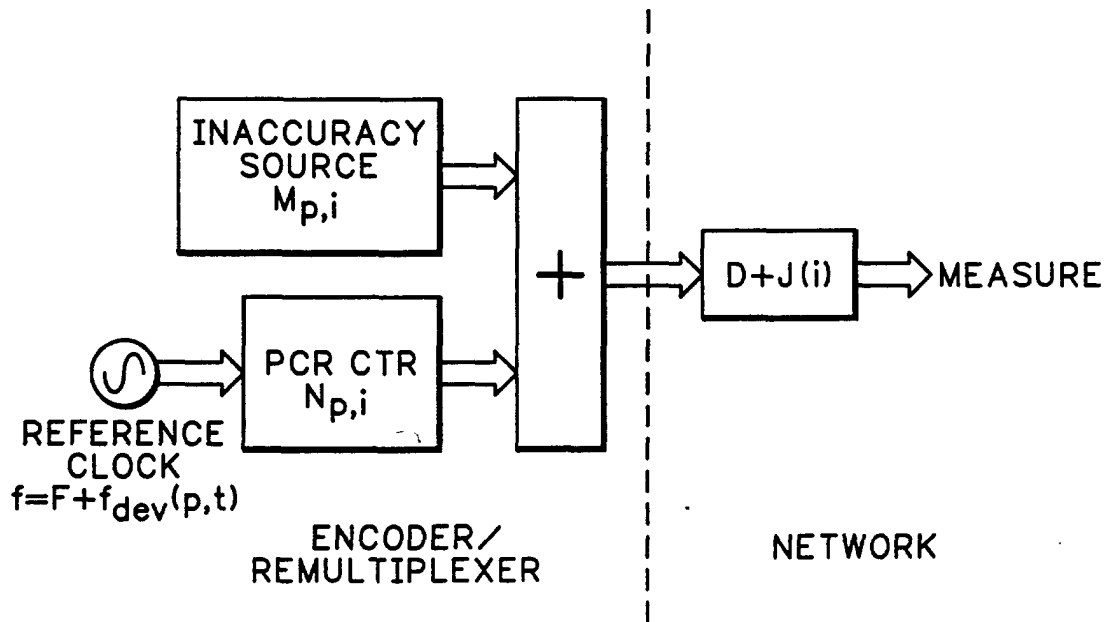 INACCURACY
SOURCE
Mp,i
+
D+J(i)
MEASURE
PCR CTR
Np,i
REFERENCE
CLOCK
f=F+fdev(p,t)
ENCODER/
REMULTIPLEXER
NETWORK